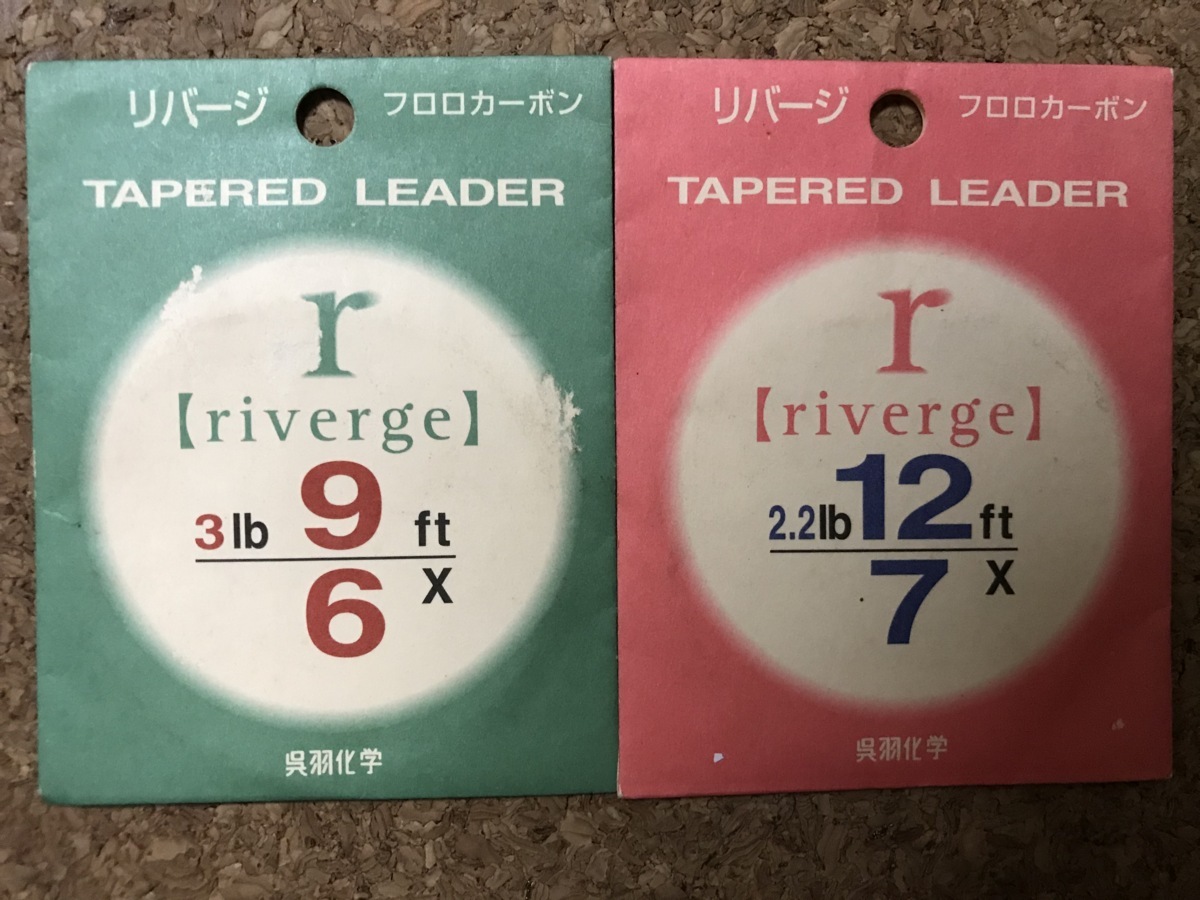 リバージ フロロカーボン
TAPERED LEADER
r
【riverge】
3lb 9 ft
6 X
呉羽化学
リバージ フロロカーボン
TAPERED LEADER
r
【riverge】
2.2lb 12 ft
7 X
呉羽化学